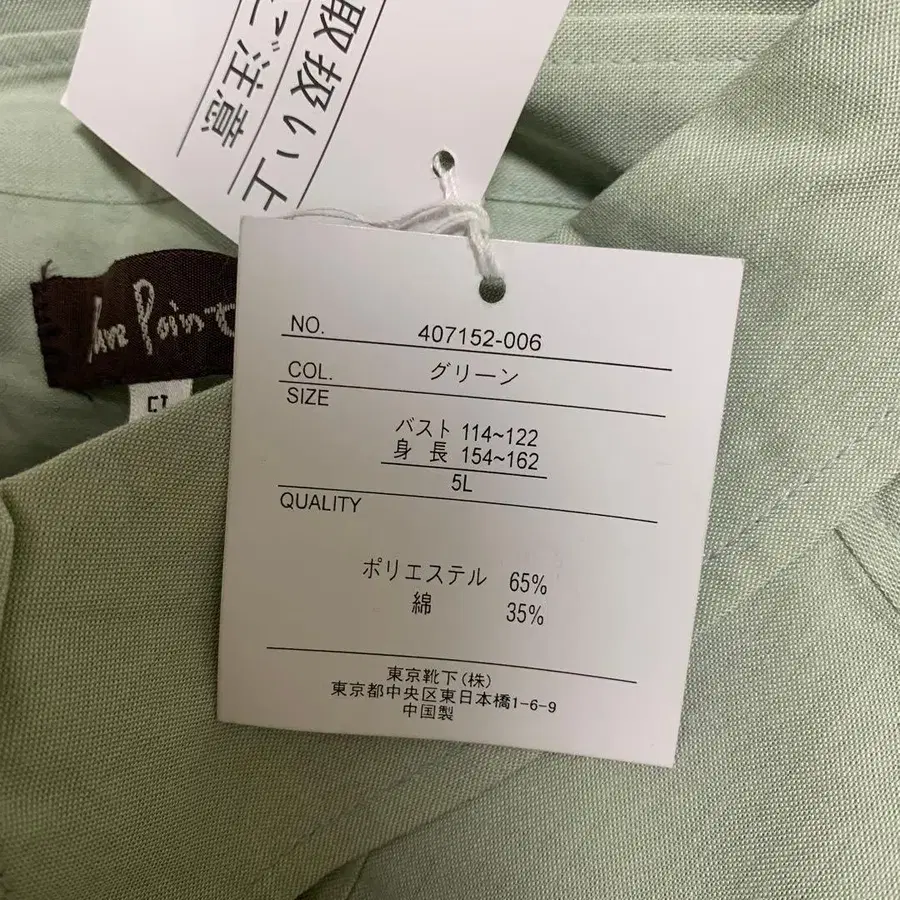 取扱い上
ご注意
NO. 407152-006
COL. グリーン
SIZE
バスト 114~122
身長 154~162
5L
QUALITY
ポリエステル 65%
綿 35%
東京靴下(株)
東京都中央区東日本橋1-6-9
中国製